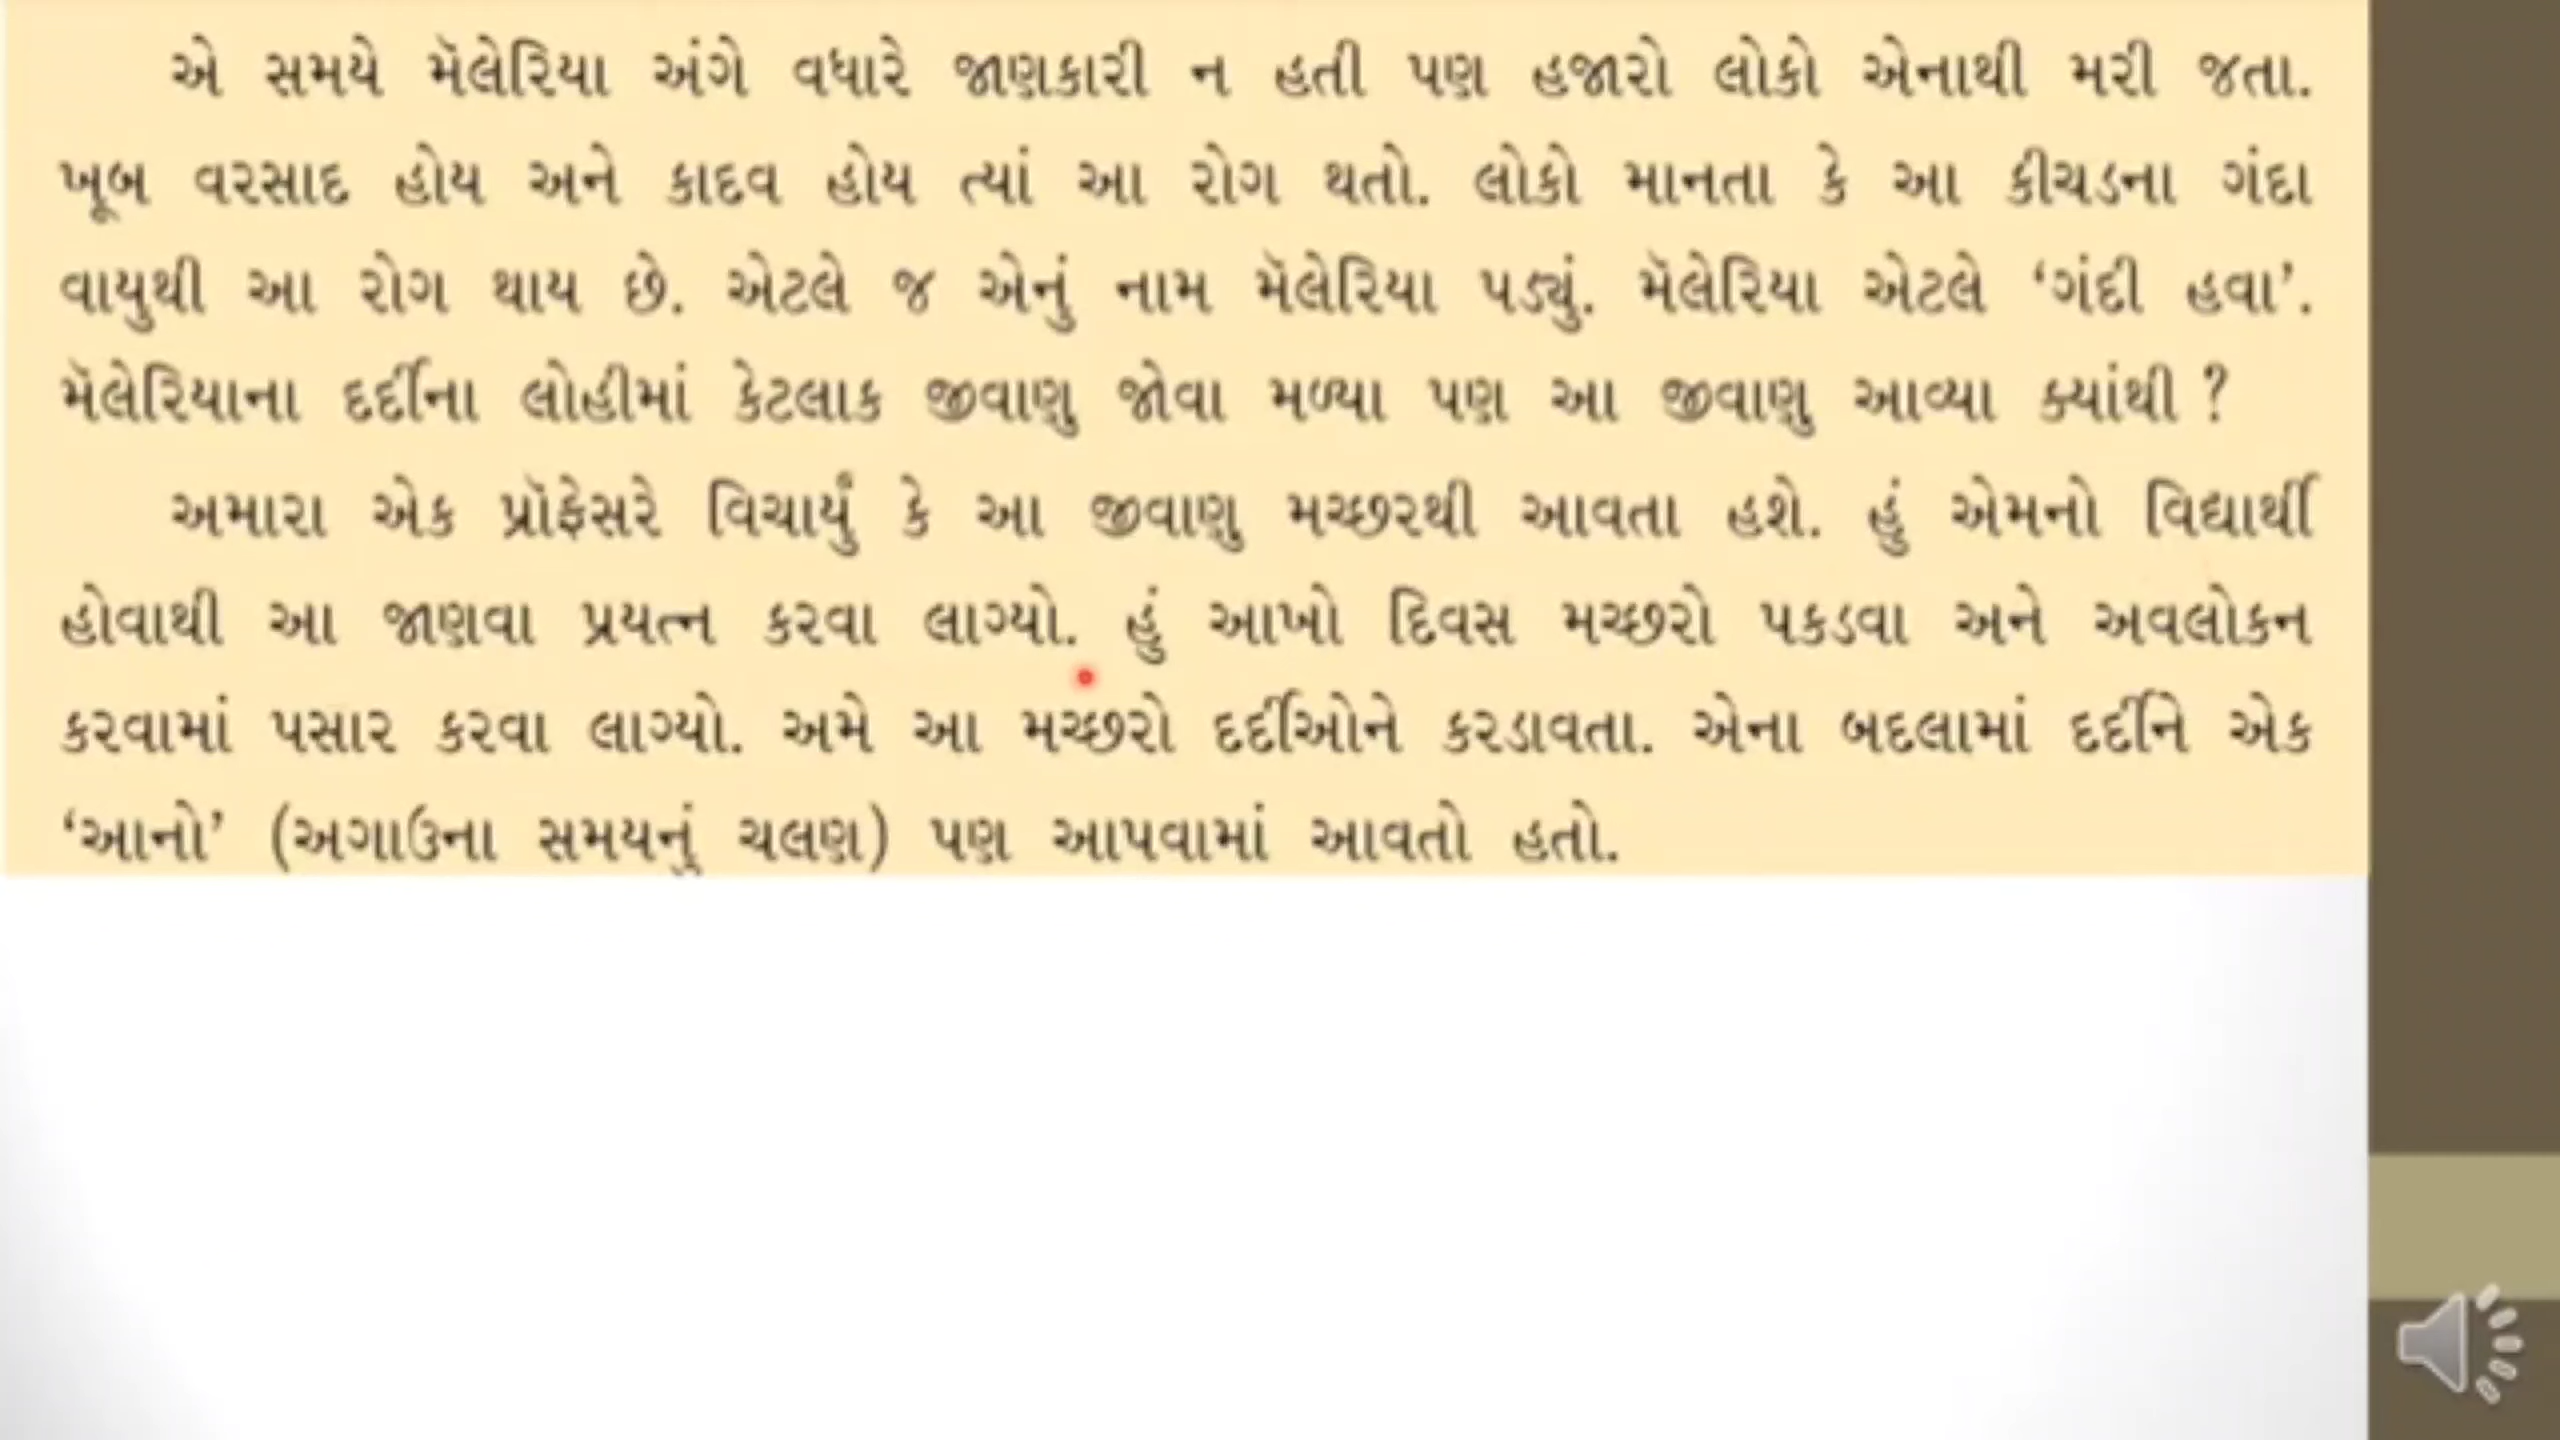 એ સમયે મૅલેરિયા અંગે વધારે જાણકારી ન હતી પણ હજારો લોકો એનાથી મરી જતા.
ખૂબ વરસાદ હોય અને કાદવ હોય ત્યાં આ રોગ થતો. લોકો માનતા કે આ કીચડના ગંદા
વાયુથી આ રોગ થાય છે. એટલે જ એનું નામ મૅલેરિયા પડ્યું. મૅલેરિયા એટલે ‘ગંદી હવા’.
મૅલેરિયાના દર્દીના લોહીમાં કેટલાક જીવાણુ જોવા મળ્યા પણ આ જીવાણુ આવ્યા ક્યાંથી ?
અમારા એક પ્રૉફેસરે વિચાર્યું કે આ જીવાણુ મચ્છરથી આવતા હશે. હું એમનો વિદ્યાર્થી
હોવાથી આ જાણવા પ્રયત્ન કરવા લાગ્યો. હું આખો દિવસ મચ્છરો પકડવા અને અવલોકન
કરવામાં પસાર કરવા લાગ્યો. અમે આ મચ્છરો દર્દીઓને કરડાવતા. એના બદલામાં દર્દીને એક
‘આનો’ (અગાઉના સમયનું ચલણ) પણ આપવામાં આવતો હતો.